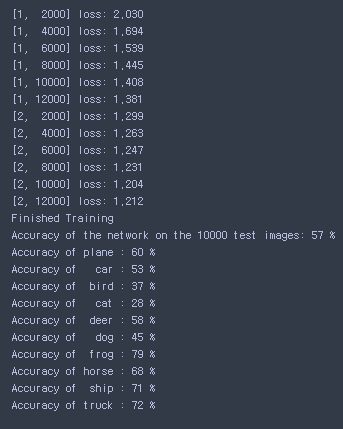 [1,  2000] loss: 2.030
[1,  4000] loss: 1.694
[1,  6000] loss: 1.539
[1,  8000] loss: 1.445
[1, 10000] loss: 1.408
[1, 12000] loss: 1.381
[2,  2000] loss: 1.299
[2,  4000] loss: 1.263
[2,  6000] loss: 1.247
[2,  8000] loss: 1.231
[2, 10000] loss: 1.204
[2, 12000] loss: 1.212
Finished Training
Accuracy of the network on the 10000 test images: 57 %
Accuracy of plane : 60 %
Accuracy of   car : 53 %
Accuracy of  bird : 37 %
Accuracy of   cat : 28 %
Accuracy of  deer : 58 %
Accuracy of   dog : 45 %
Accuracy of  frog : 79 %
Accuracy of horse : 68 %
Accuracy of  ship : 71 %
Accuracy of truck : 72 %